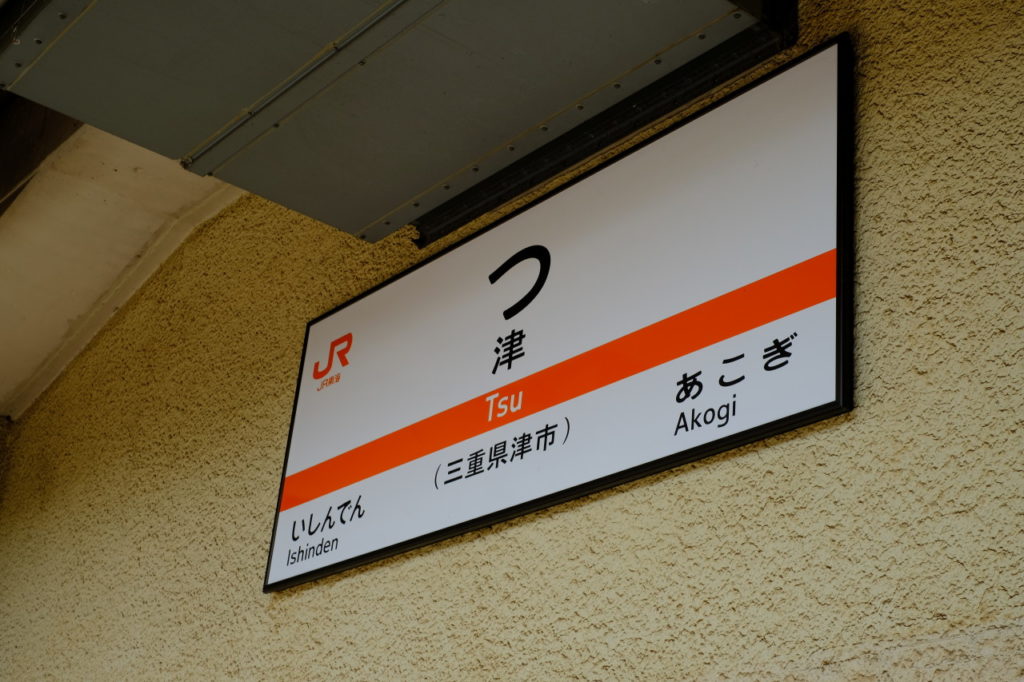 つ
JR
JR東海
津
Tsu
(三重県津市)
いしんでん
Ishinden
あこぎ
Akogi